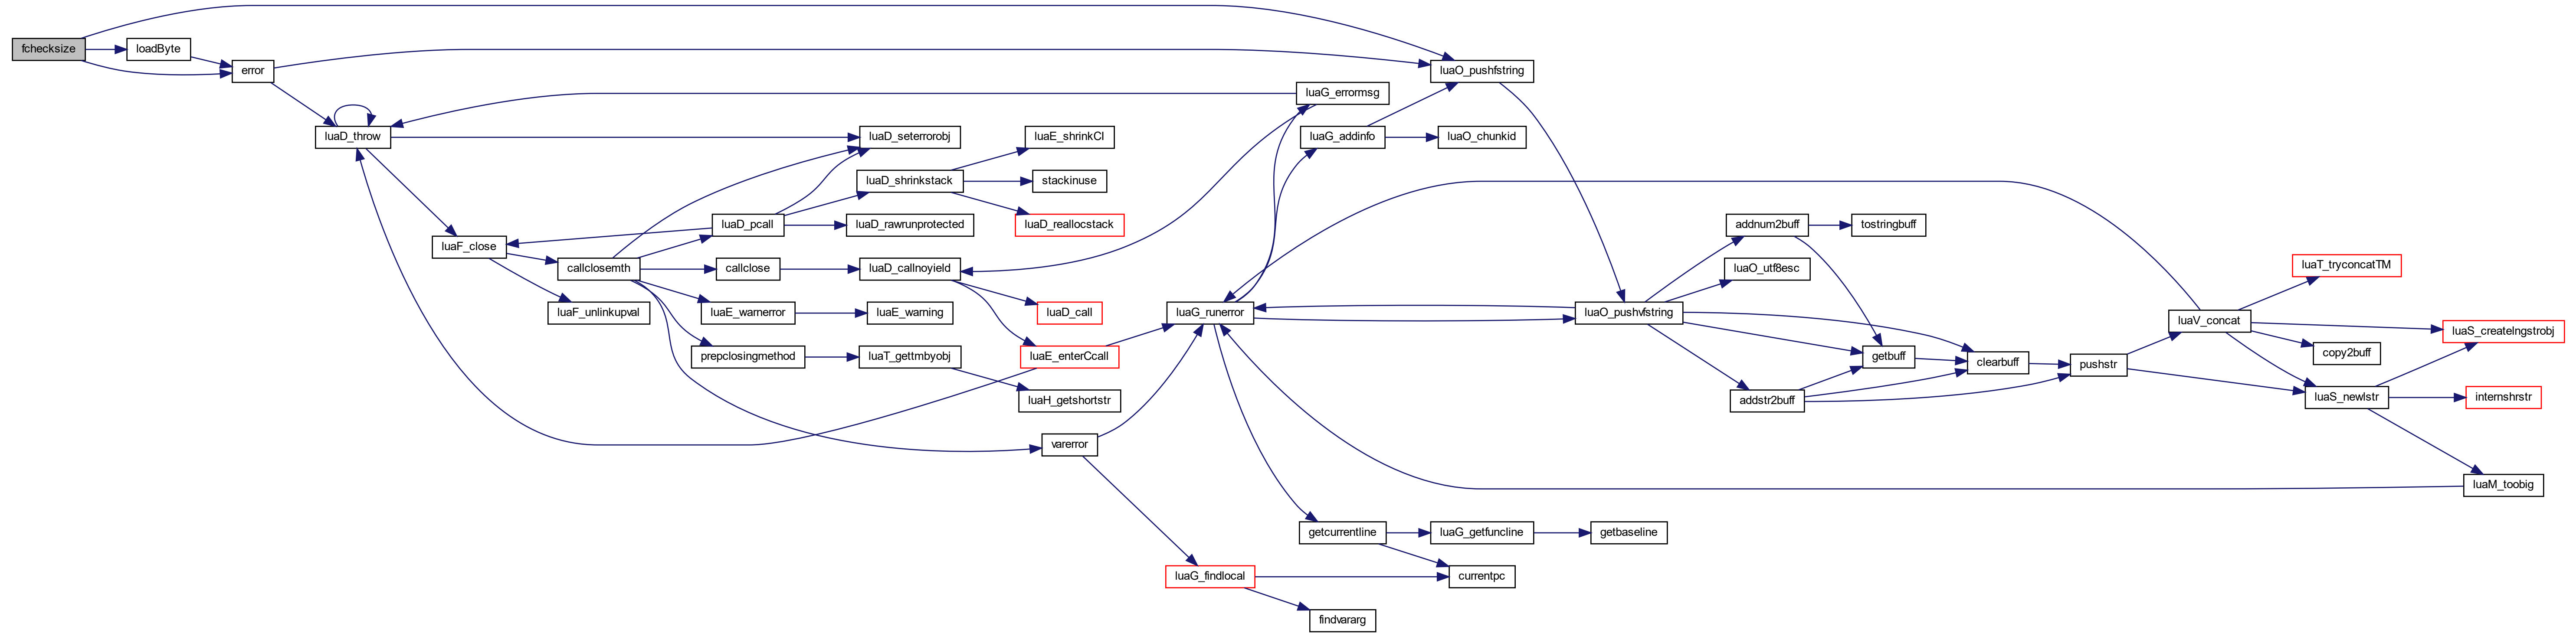 fchecksize
loadByte
error
luaO_pushfstring
luaD_throw
luaG_errormsg
luaG_addinfo
luaO_chunkid
luaD_seterrorobj
luaE_shrinkCI
luaD_shrinkstack
stackinuse
luaD_reallocstack
luaD_pcall
luaD_rawrunprotected
luaF_close
callclosemth
callclose
luaD_callnoyield
luaF_unlinkupval
luaE_warnerror
luaE_warning
luaD_call
prepclosingmethod
luaT_gettmbyobj
luaE_enterCcall
luaH_getshortstr
varerror
luaG_runerror
luaO_pushvfstring
addnum2buff
tostringbuff
luaO_utf8esc
getbuff
addstr2buff
clearbuff
pushstr
luaV_concat
luaT_tryconcatTM
luaS_createlngstrobj
copy2buff
luaS_newlstr
internshrstr
luaM_toobig
getcurrentline
luaG_getfuncline
getbaseline
luaG_findlocal
currentpc
findvararg